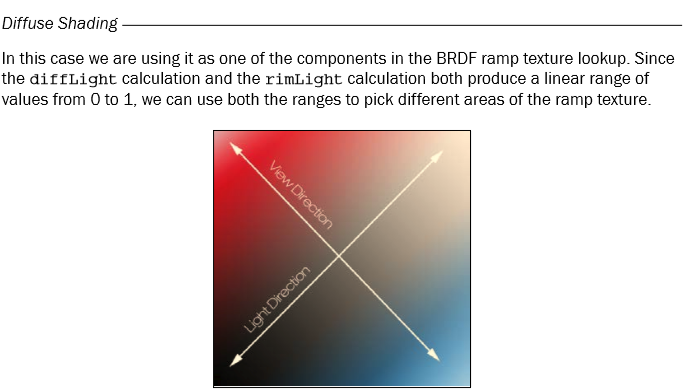 Diffuse Shading
In this case we are using it as one of the components in the BRDF ramp texture lookup. Since
the diffLight calculation and the rimLight calculation both produce a linear range of
values from 0 to 1, we can use both the ranges to pick different areas of the ramp texture.
View Direction
Light Direction